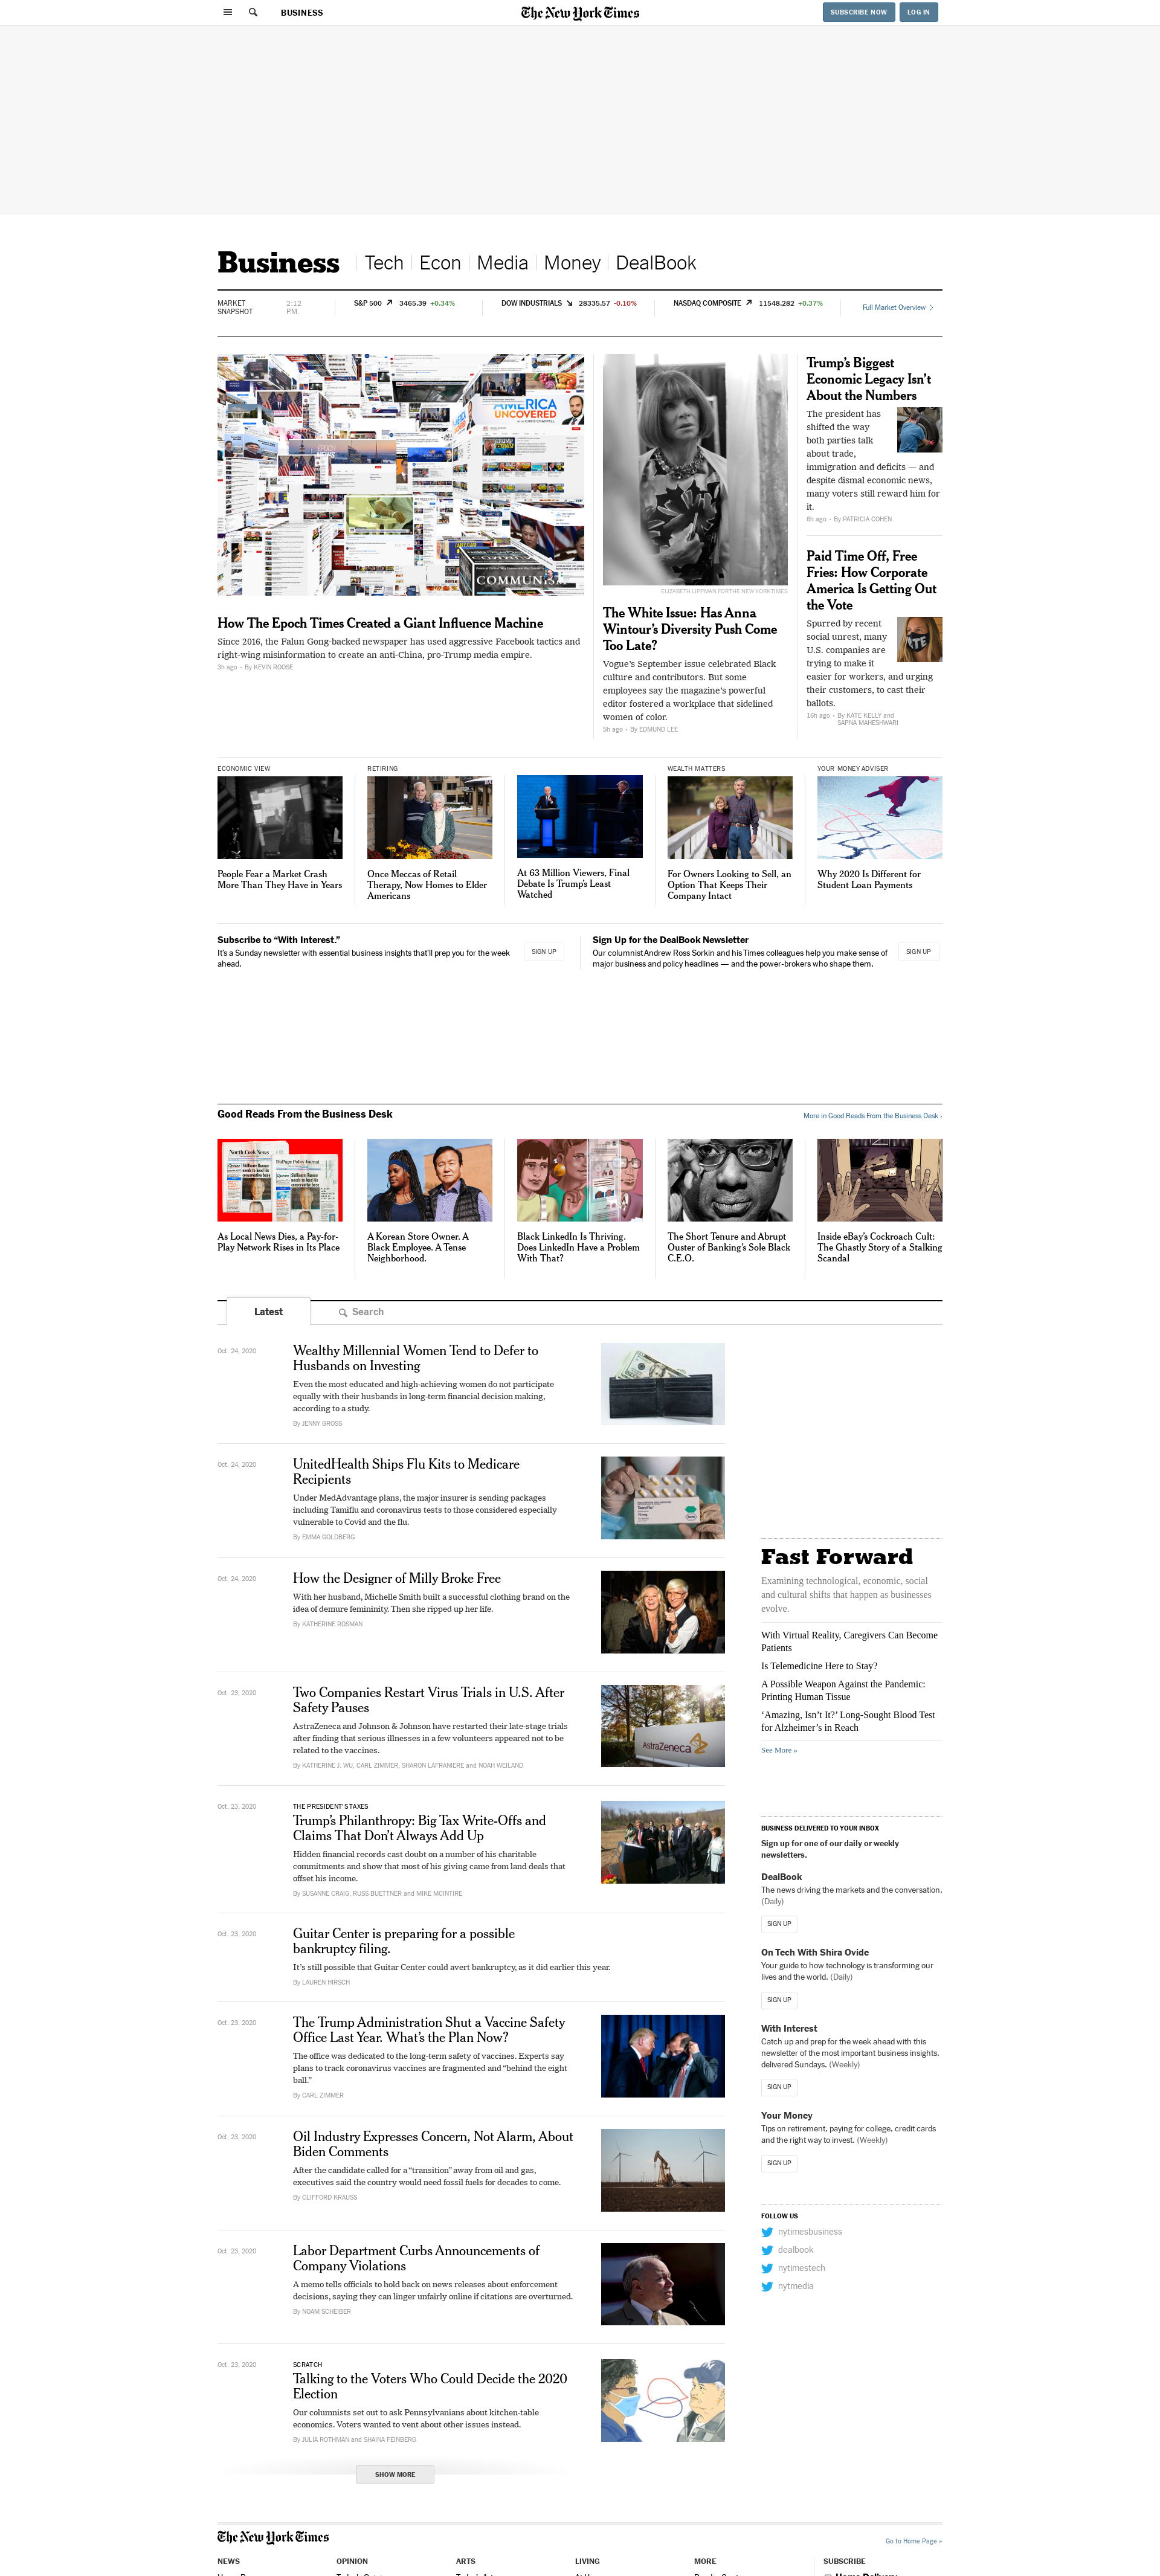 BUSINESS
The New York Times
SUBSCRIBE NOW
LOG IN
Business
Tech
Econ
Media
Money
DealBook
MARKET
SNAPSHOT
2:12
P.M.
S&P 500 3465.39 +0.34%
DOW INDUSTRIALS 28335.57 -0.10%
NASDAQ COMPOSITE 11548.282 +0.37%
Full Market Overview
AMERICA
UNCOVERED
How The Epoch Times Created a Giant Influence Machine
Since 2016, the Falun Gong-backed newspaper has used aggressive Facebook tactics and
right-wing misinformation to create an anti-China, pro-Trump media empire.
3h ago · By KEVIN ROOSE
ELIZABETH LIPPMAN FOR THE NEW YORK TIMES
The White Issue: Has Anna
Wintour’s Diversity Push Come
Too Late?
Vogue’s September issue celebrated Black
culture and contributors. But some
employees say the magazine’s powerful
editor fostered a workplace that sidelined
women of color.
5h ago · By EDMUND LEE
Trump’s Biggest
Economic Legacy Isn’t
About the Numbers
The president has
shifted the way
both parties talk
about trade,
immigration and deficits — and
despite dismal economic news,
many voters still reward him for
it.
6h ago · By PATRICIA COHEN
Paid Time Off, Free
Fries: How Corporate
America Is Getting Out
the Vote
Spurred by recent
social unrest, many
U.S. companies are
trying to make it
easier for workers, and urging
their customers, to cast their
ballots.
16h ago · By KATE KELLY and
SAPNA MAHESHWARI
ECONOMIC VIEW
People Fear a Market Crash
More Than They Have in Years
RETIRING
Once Meccas of Retail
Therapy, Now Homes to Elder
Americans
At 63 Million Viewers, Final
Debate Is Trump’s Least
Watched
WEALTH MATTERS
For Owners Looking to Sell, an
Option That Keeps Their
Company Intact
YOUR MONEY ADVISER
Why 2020 Is Different for
Student Loan Payments
Subscribe to “With Interest.”
It’s a Sunday newsletter with essential business insights that’ll prep you for the week
ahead.
SIGN UP
Sign Up for the DealBook Newsletter
Our columnist Andrew Ross Sorkin and his Times colleagues help you make sense of
major business and policy headlines — and the power-brokers who shape them.
SIGN UP
Good Reads From the Business Desk
More in Good Reads From the Business Desk ›
North Cook News
DuPage Policy Journal
As Local News Dies, a Pay-for-
Play Network Rises in Its Place
A Korean Store Owner. A
Black Employee. A Tense
Neighborhood.
Black LinkedIn Is Thriving.
Does LinkedIn Have a Problem
With That?
The Short Tenure and Abrupt
Ouster of Banking’s Sole Black
C.E.O.
Inside eBay’s Cockroach Cult:
The Ghastly Story of a Stalking
Scandal
Latest
Search
Oct. 24, 2020
Wealthy Millennial Women Tend to Defer to
Husbands on Investing
Even the most educated and high-achieving women do not participate
equally with their husbands in long-term financial decision making,
according to a study.
By JENNY GROSS
Oct. 24, 2020
UnitedHealth Ships Flu Kits to Medicare
Recipients
Under MedAdvantage plans, the major insurer is sending packages
including Tamiflu and coronavirus tests to those considered especially
vulnerable to Covid and the flu.
By EMMA GOLDBERG
Tamiflu
Oct. 24, 2020
How the Designer of Milly Broke Free
With her husband, Michelle Smith built a successful clothing brand on the
idea of demure femininity. Then she ripped up her life.
By KATHERINE ROSMAN
Oct. 23, 2020
Two Companies Restart Virus Trials in U.S. After
Safety Pauses
AstraZeneca and Johnson & Johnson have restarted their late-stage trials
after finding that serious illnesses in a few volunteers appeared not to be
related to the vaccines.
By KATHERINE J. WU, CARL ZIMMER, SHARON LAFRANIERE and NOAH WEILAND
AstraZeneca
Oct. 23, 2020
THE PRESIDENT’S TAXES
Trump’s Philanthropy: Big Tax Write-Offs and
Claims That Don’t Always Add Up
Hidden financial records cast doubt on a number of his charitable
commitments and show that most of his giving came from land deals that
offset his income.
By SUSANNE CRAIG, RUSS BUETTNER and MIKE MCINTIRE
Oct. 23, 2020
Guitar Center is preparing for a possible
bankruptcy filing.
It’s still possible that Guitar Center could avert bankruptcy, as it did earlier this year.
By LAUREN HIRSCH
Oct. 23, 2020
The Trump Administration Shut a Vaccine Safety
Office Last Year. What’s the Plan Now?
The office was dedicated to the long-term safety of vaccines. Experts say
plans to track coronavirus vaccines are fragmented and “behind the eight
ball.”
By CARL ZIMMER
Oct. 23, 2020
Oil Industry Expresses Concern, Not Alarm, About
Biden Comments
After the candidate called for a “transition” away from oil and gas,
executives said the country would need fossil fuels for decades to come.
By CLIFFORD KRAUSS
Oct. 23, 2020
Labor Department Curbs Announcements of
Company Violations
A memo tells officials to hold back on news releases about enforcement
decisions, saying they can linger unfairly online if citations are overturned.
By NOAM SCHEIBER
Oct. 23, 2020
SCRATCH
Talking to the Voters Who Could Decide the 2020
Election
Our columnists set out to ask Pennsylvanians about kitchen-table
economics. Voters wanted to vent about other issues instead.
By JULIA ROTHMAN and SHAINA FEINBERG
SHOW MORE
Fast Forward
Examining technological, economic, social
and cultural shifts that happen as businesses
evolve.
With Virtual Reality, Caregivers Can Become
Patients
Is Telemedicine Here to Stay?
A Possible Weapon Against the Pandemic:
Printing Human Tissue
‘Amazing, Isn’t It?’ Long-Sought Blood Test
for Alzheimer’s in Reach
See More »
BUSINESS DELIVERED TO YOUR INBOX
Sign up for one of our daily or weekly
newsletters.
DealBook
The news driving the markets and the conversation.
(Daily)
SIGN UP
On Tech With Shira Ovide
Your guide to how technology is transforming our
lives and the world. (Daily)
SIGN UP
With Interest
Catch up and prep for the week ahead with this
newsletter of the most important business insights,
delivered Sundays. (Weekly)
SIGN UP
Your Money
Tips on retirement, paying for college, credit cards
and the right way to invest. (Weekly)
SIGN UP
FOLLOW US
nytimesbusiness
dealbook
nytimestech
nytmedia
The New York Times
Go to Home Page »
NEWS
OPINION
ARTS
LIVING
MORE
SUBSCRIBE